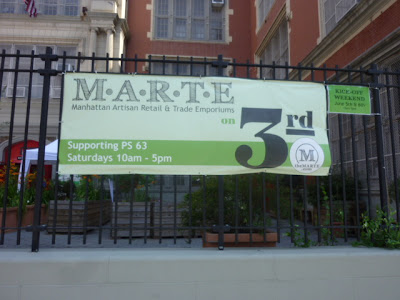 M·A·R·T·E
Manhattan Artisan Retail & Trade Emporiums
on
3rd
Supporting PS 63
Saturdays 10am - 5pm
M
KICK-OFF
WEEKEND